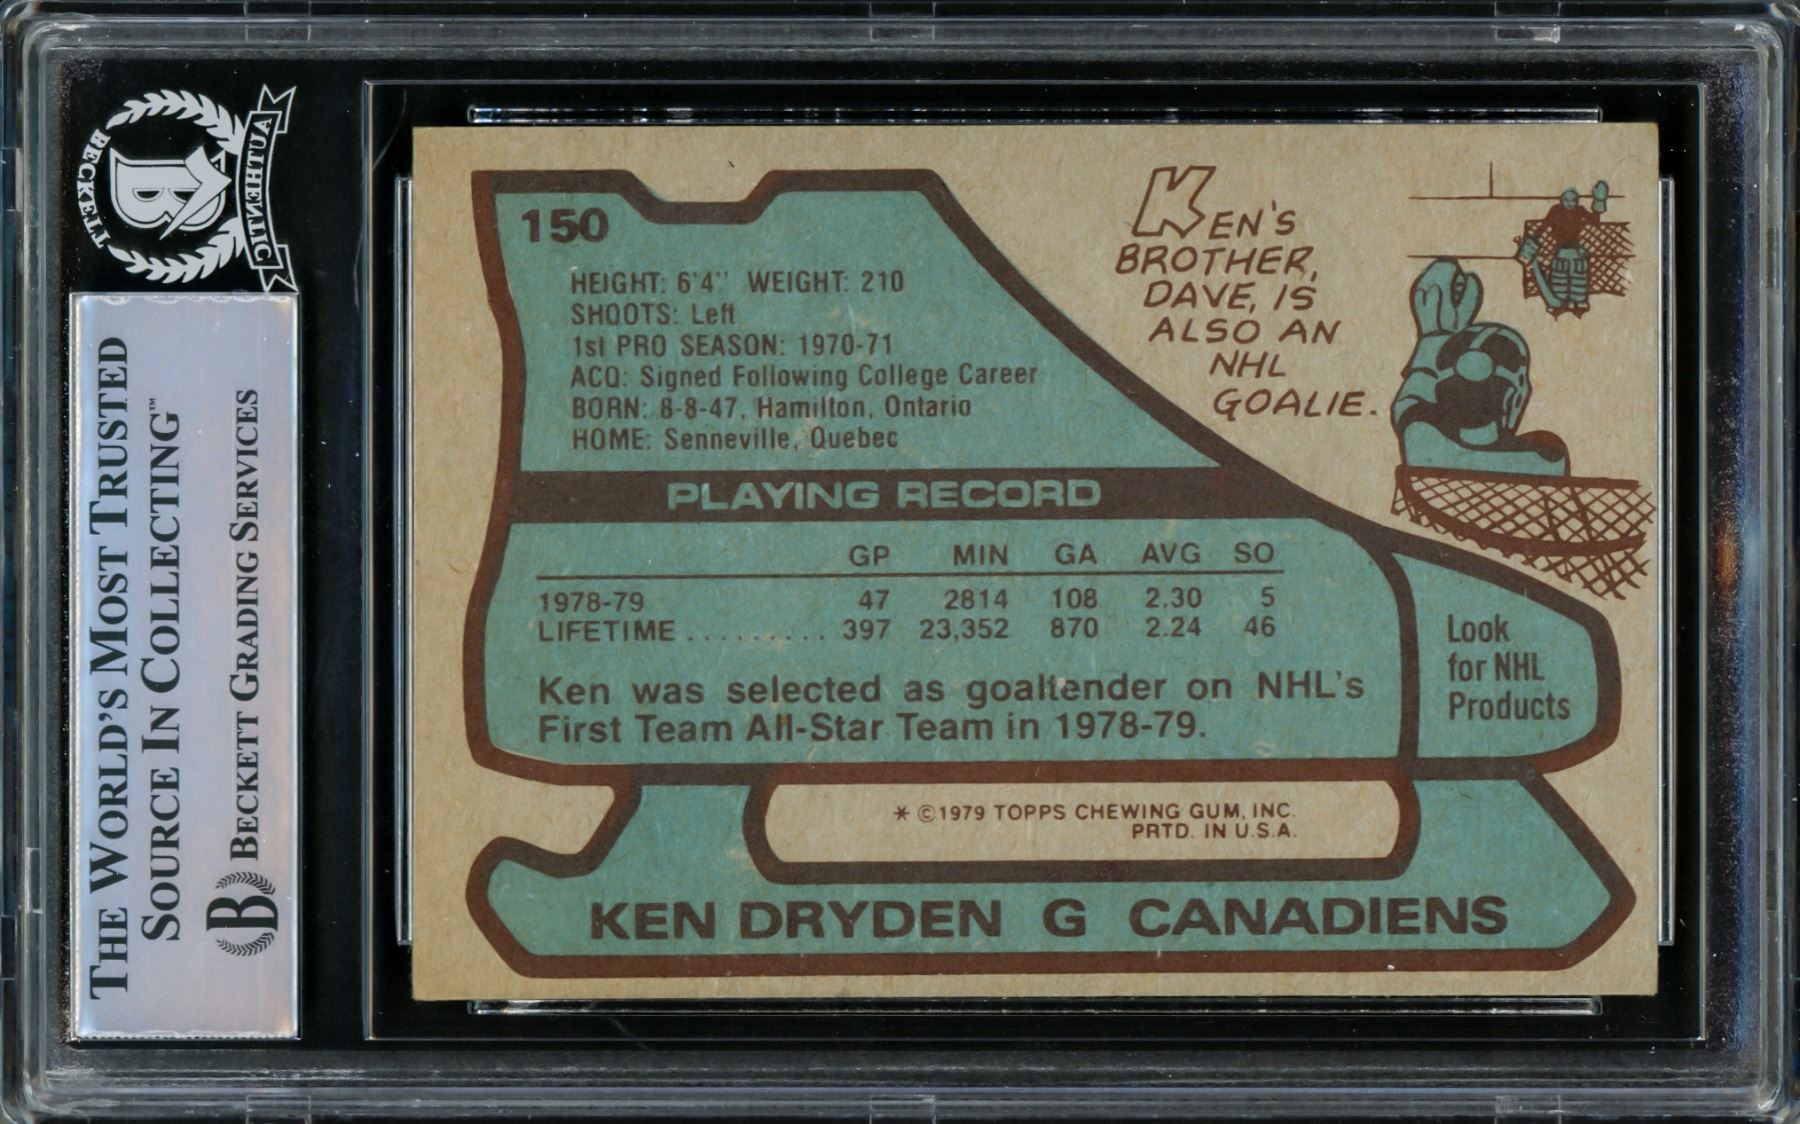 BECKETT
AUTHENTIC
B
THE WORLD'S MOST TRUSTED
SOURCE IN COLLECTING™
B BECKETT GRADING SERVICES
150
HEIGHT: 6'4" WEIGHT: 210
SHOOTS: Left
1st PRO SEASON: 1970-71
ACQ: Signed Following College Career
BORN: 8-8-47, Hamilton, Ontario
HOME: Senneville, Quebec
KEN'S
BROTHER,
DAVE, IS
ALSO AN
NHL
GOALIE.
PLAYING RECORD
GP MIN GA AVG SO
1978-79 47 2814 108 2.30 5
LIFETIME .......... 397 23,352 870 2.24 46
Ken was selected as goaltender on NHL's
First Team All-Star Team in 1978-79.
Look
for NHL
Products
* ©1979 TOPPS CHEWING GUM, INC.
PRTD. IN U.S.A.
KEN DRYDEN G CANADIENS